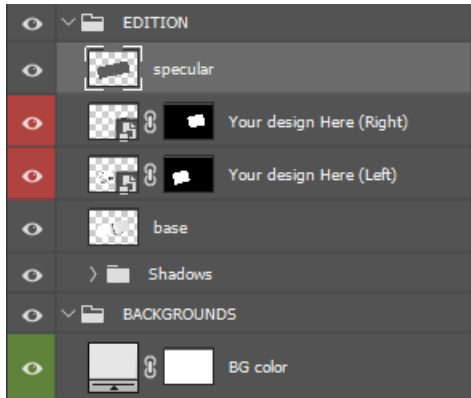 EDITION
specular
Your design Here (Right)
Your design Here (Left)
base
Shadows
BACKGROUNDS
BG color